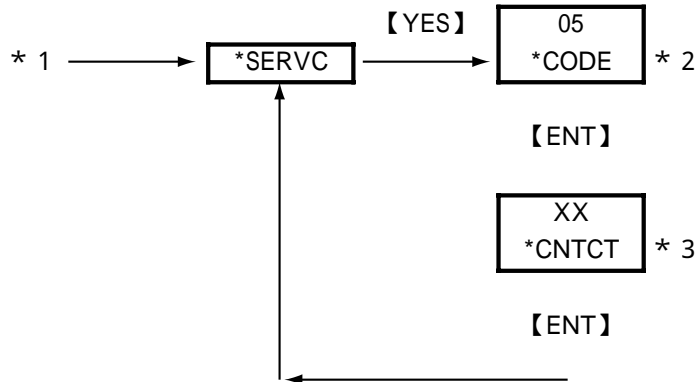 【YES】
05
* 1 *SERVC *CODE * 2
【ENT】
XX
*CNTCT * 3
【ENT】